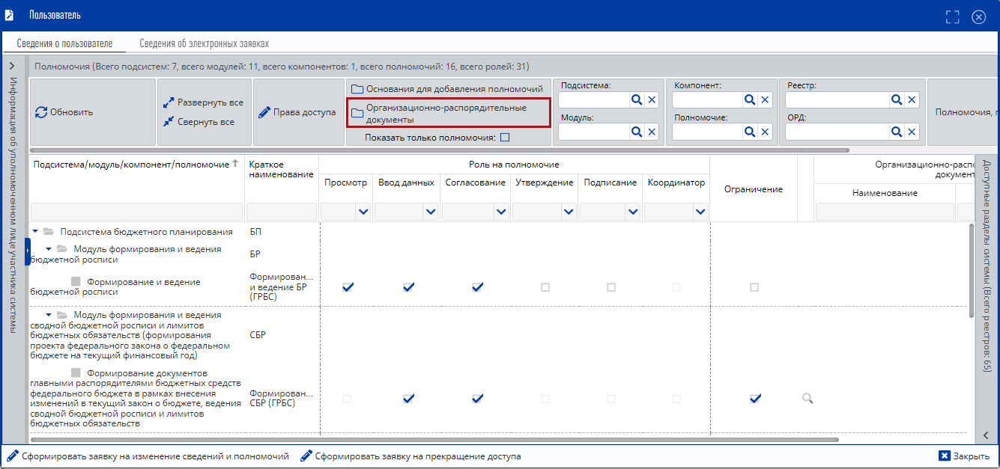 Пользователь
Сведения о пользователе
Сведения об электронных заявках
Информация об уполномоченном лице участника системы
Полномочия (Всего подсистем: 7, всего модулей: 11, всего компонентов: 1, всего полномочий: 16, всего ролей: 31)
Обновить
Развернуть все
Свернуть все
Права доступа
Основания для добавления полномочий
Организационно-распорядительные
документы
Показать только полномочия:
Подсистема:
Модуль:
Компонент:
Полномочие:
Реестр:
ОРД:
Полномочия,
Подсистема/модуль/компонент/полномочие
Краткое
наименование
Роль на полномочие
Просмотр
Ввод данных
Согласование
Утверждение
Подписание
Координатор
Ограничение
Организационно-распо
документ
Наименование
Подсистема бюджетного планирования
БП
Модуль формирования и ведения
бюджетной росписи
БР
Формирование и ведение
бюджетной росписи
Формирован...
и ведение БР
(ГРБС)
Модуль формирования и ведения
сводной бюджетной росписи и лимитов
бюджетных обязательств (формирования
проекта федерального закона о федеральном
бюджете на текущий финансовый год)
СБР
Формирование документов
главными распорядителями бюджетных средств
федерального бюджета в рамках внесения
изменений в текущий закон о бюджете, ведения
сводной бюджетной росписи и лимитов
бюджетных обязательств
Формирован...
СБР (ГРБС)
Доступные разделы системы (Всего реестров: 65)
Сформировать заявку на изменение сведений и полномочий
Сформировать заявку на прекращение доступа
Закрыть